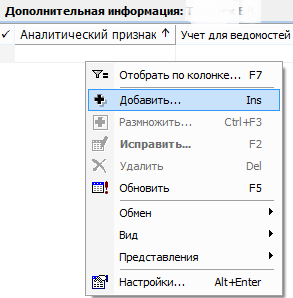 Дополнительная информация:
Аналитический признак Учет для ведомостей
Отобрать по колонке... F7
Добавить... Ins
Размножить... Ctrl+F3
Исправить... F2
Удалить Del
Обновить F5
Обмен
Вид
Представления
Настройки... Alt+Enter